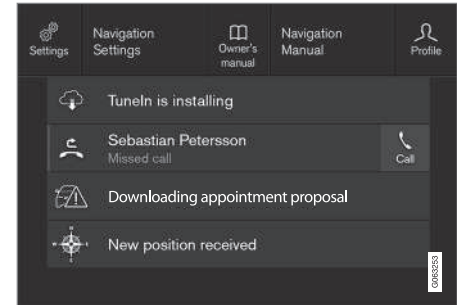 Settings
Navigation
Settings
Owner's
manual
Navigation
Manual
Profile
TuneIn is installing
Sebastian Petersson
Missed call
Call
Downloading appointment proposal
New position received
G063253